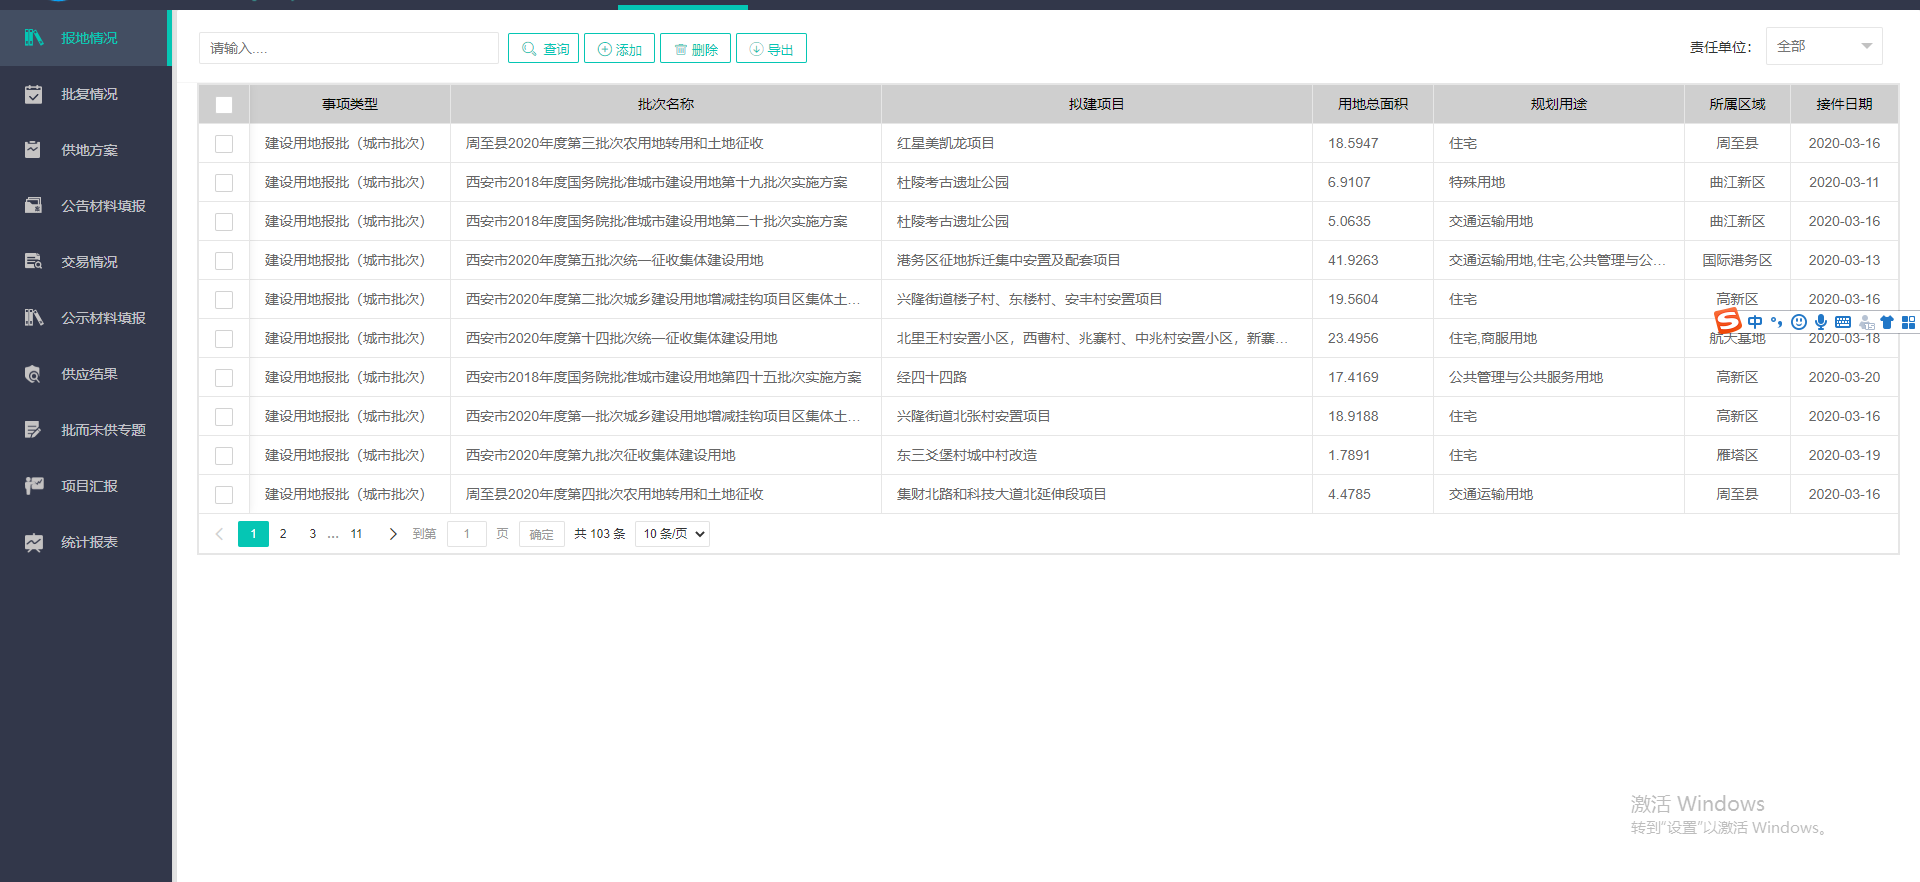 报地情况
批复情况
供地方案
公告材料填报
交易情况
公示材料填报
供应结果
批而未供专题
项目汇报
统计报表
请输入.... 查询 添加 删除 导出 责任单位： 全部
事项类型 批次名称 拟建项目 用地总面积 规划用途 所属区域 接件日期
建设用地报批（城市批次） 周至县2020年度第三批次农用地转用和土地征收 红星美凯龙项目 18.5947 住宅 周至县 2020-03-16
建设用地报批（城市批次） 西安市2018年度国务院批准城市建设用地第十九批次实施方案 杜陵考古遗址公园 6.9107 特殊用地 曲江新区 2020-03-11
建设用地报批（城市批次） 西安市2018年度国务院批准城市建设用地第二十批次实施方案 杜陵考古遗址公园 5.0635 交通运输用地 曲江新区 2020-03-16
建设用地报批（城市批次） 西安市2020年度第五批次统一征收集体建设用地 港务区征地拆迁集中安置及配套项目 41.9263 交通运输用地,住宅,公共管理与公... 国际港务区 2020-03-13
建设用地报批（城市批次） 西安市2020年度第二批次城乡建设用地增减挂钩项目区集体土... 兴隆街道楼子村、东楼村、安丰村安置项目 19.5604 住宅 高新区 2020-03-16
中 15
建设用地报批（城市批次） 西安市2020年度第十四批次统一征收集体建设用地 北里王村安置小区，西曹村、兆寨村、中兆村安置小区，新寨... 23.4956 住宅,商服用地 航天基地 2020-03-18
建设用地报批（城市批次） 西安市2018年度国务院批准城市建设用地第四十五批次实施方案 经四十四路 17.4169 公共管理与公共服务用地 高新区 2020-03-20
建设用地报批（城市批次） 西安市2020年度第一批次城乡建设用地增减挂钩项目区集体土... 兴隆街道北张村安置项目 18.9188 住宅 高新区 2020-03-16
建设用地报批（城市批次） 西安市2020年度第九批次征收集体建设用地 东三爻堡村城中村改造 1.7891 住宅 雁塔区 2020-03-19
建设用地报批（城市批次） 周至县2020年度第四批次农用地转用和土地征收 集财北路和科技大道北延伸段项目 4.4785 交通运输用地 周至县 2020-03-16
1 2 3 ... 11 到第 1 页 确定 共 103 条 10 条/页
激活 Windows
转到“设置”以激活 Windows。